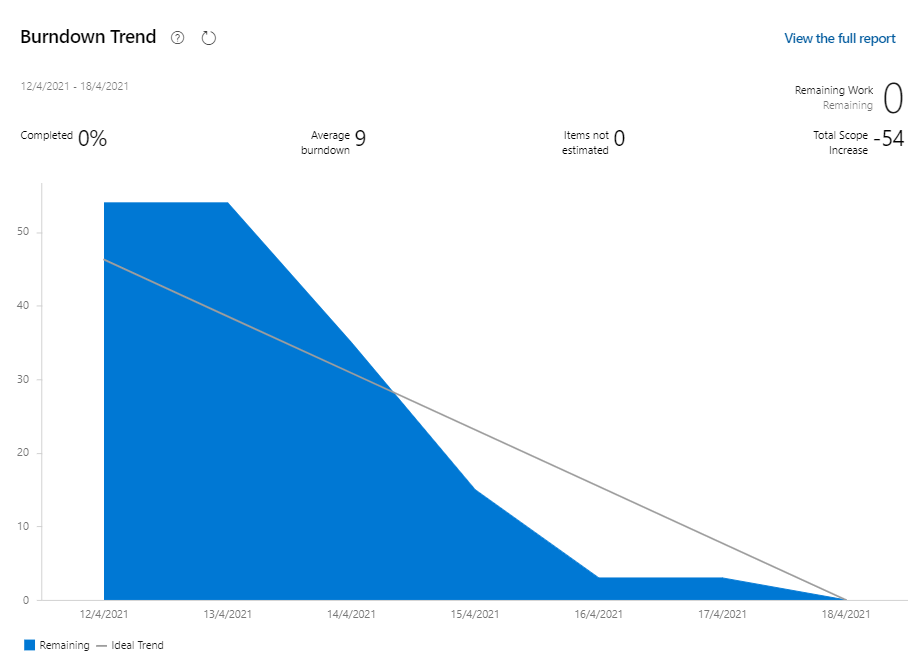 Burndown Trend
View the full report
12/4/2021 - 18/4/2021
Remaining Work
Remaining
0
Completed 0%
Average
burndown
9
Items not
estimated
0
Total Scope
Increase
-54
50
40
30
20
10
0
12/4/2021 13/4/2021 14/4/2021 15/4/2021 16/4/2021 17/4/2021 18/4/2021
Remaining Ideal Trend